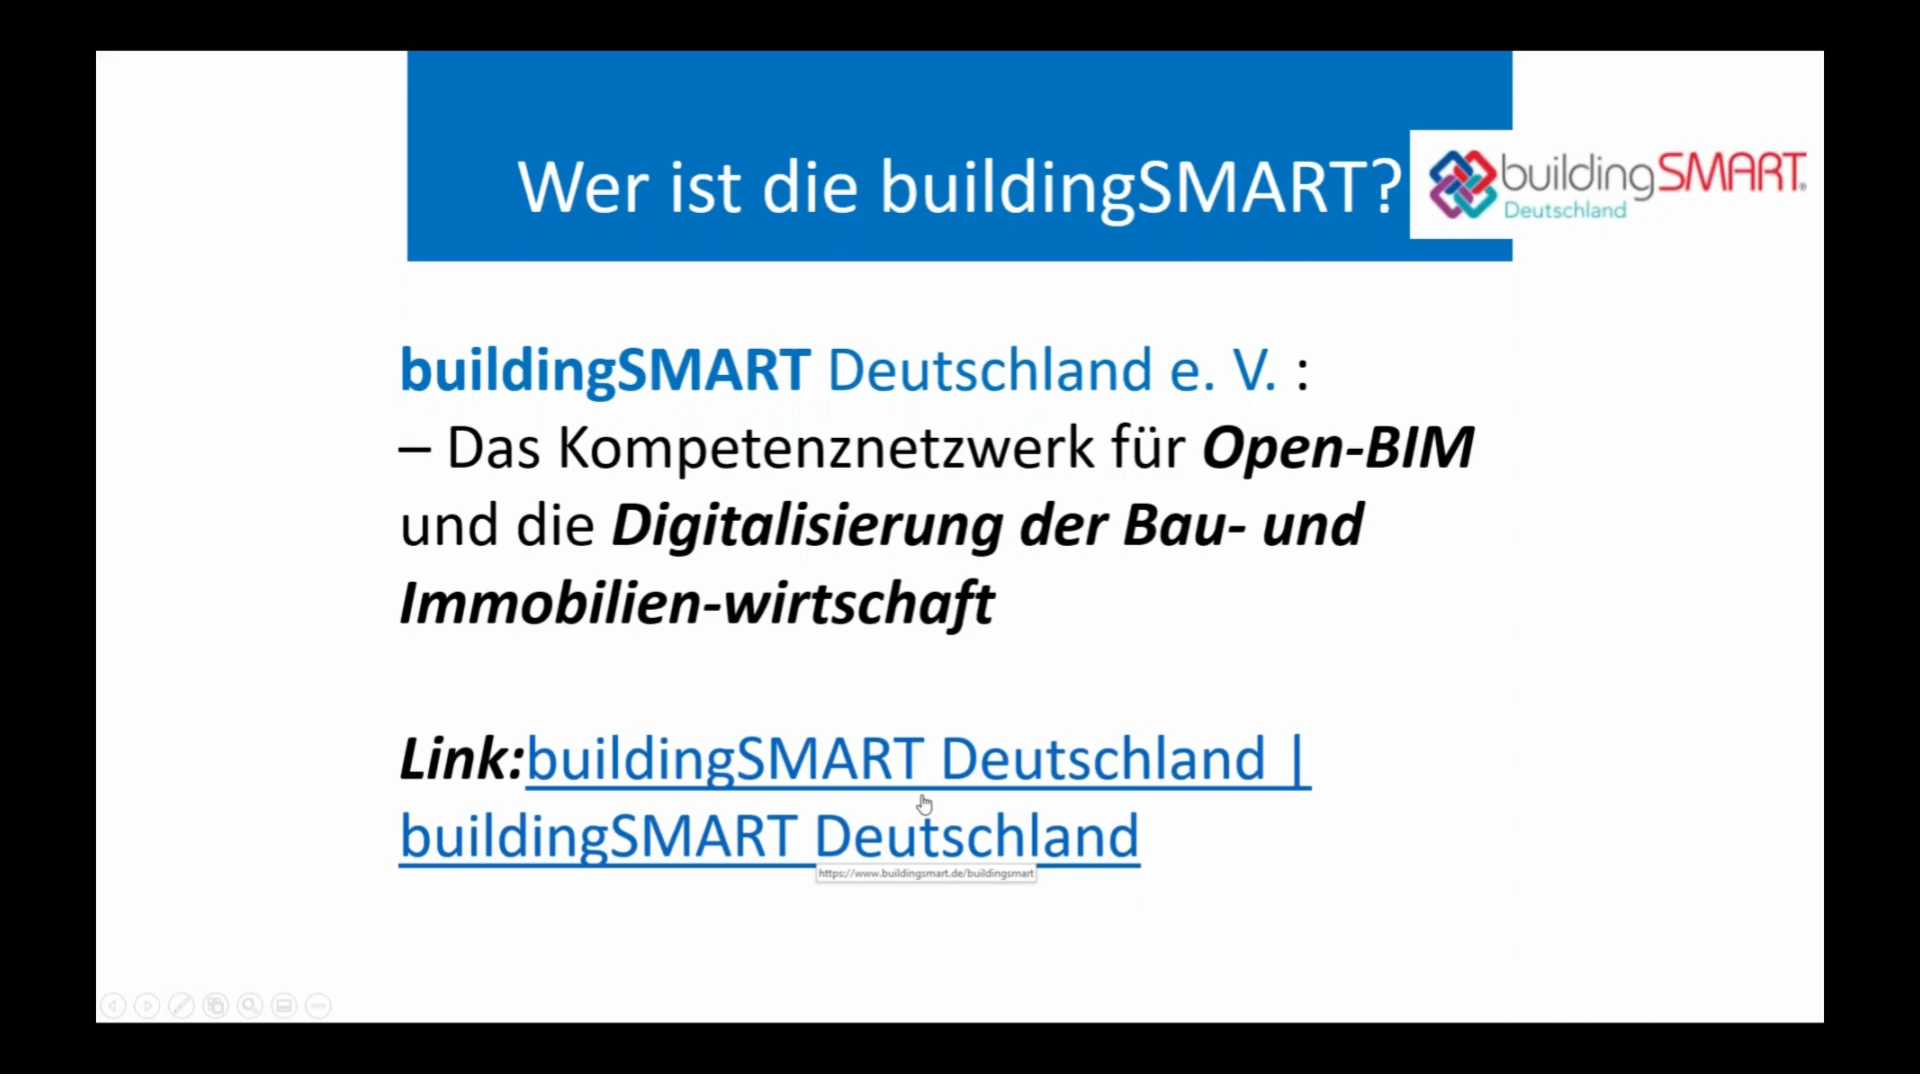 Wer ist die buildingSMART?
buildingSMART®
Deutschland
buildingSMART Deutschland e. V. :
– Das Kompetenznetzwerk für Open-BIM
und die Digitalisierung der Bau- und
Immobilien-wirtschaft
Link:buildingSMART Deutschland |
buildingSMART Deutschland
https://www.buildingsmart.de/buildingsmart